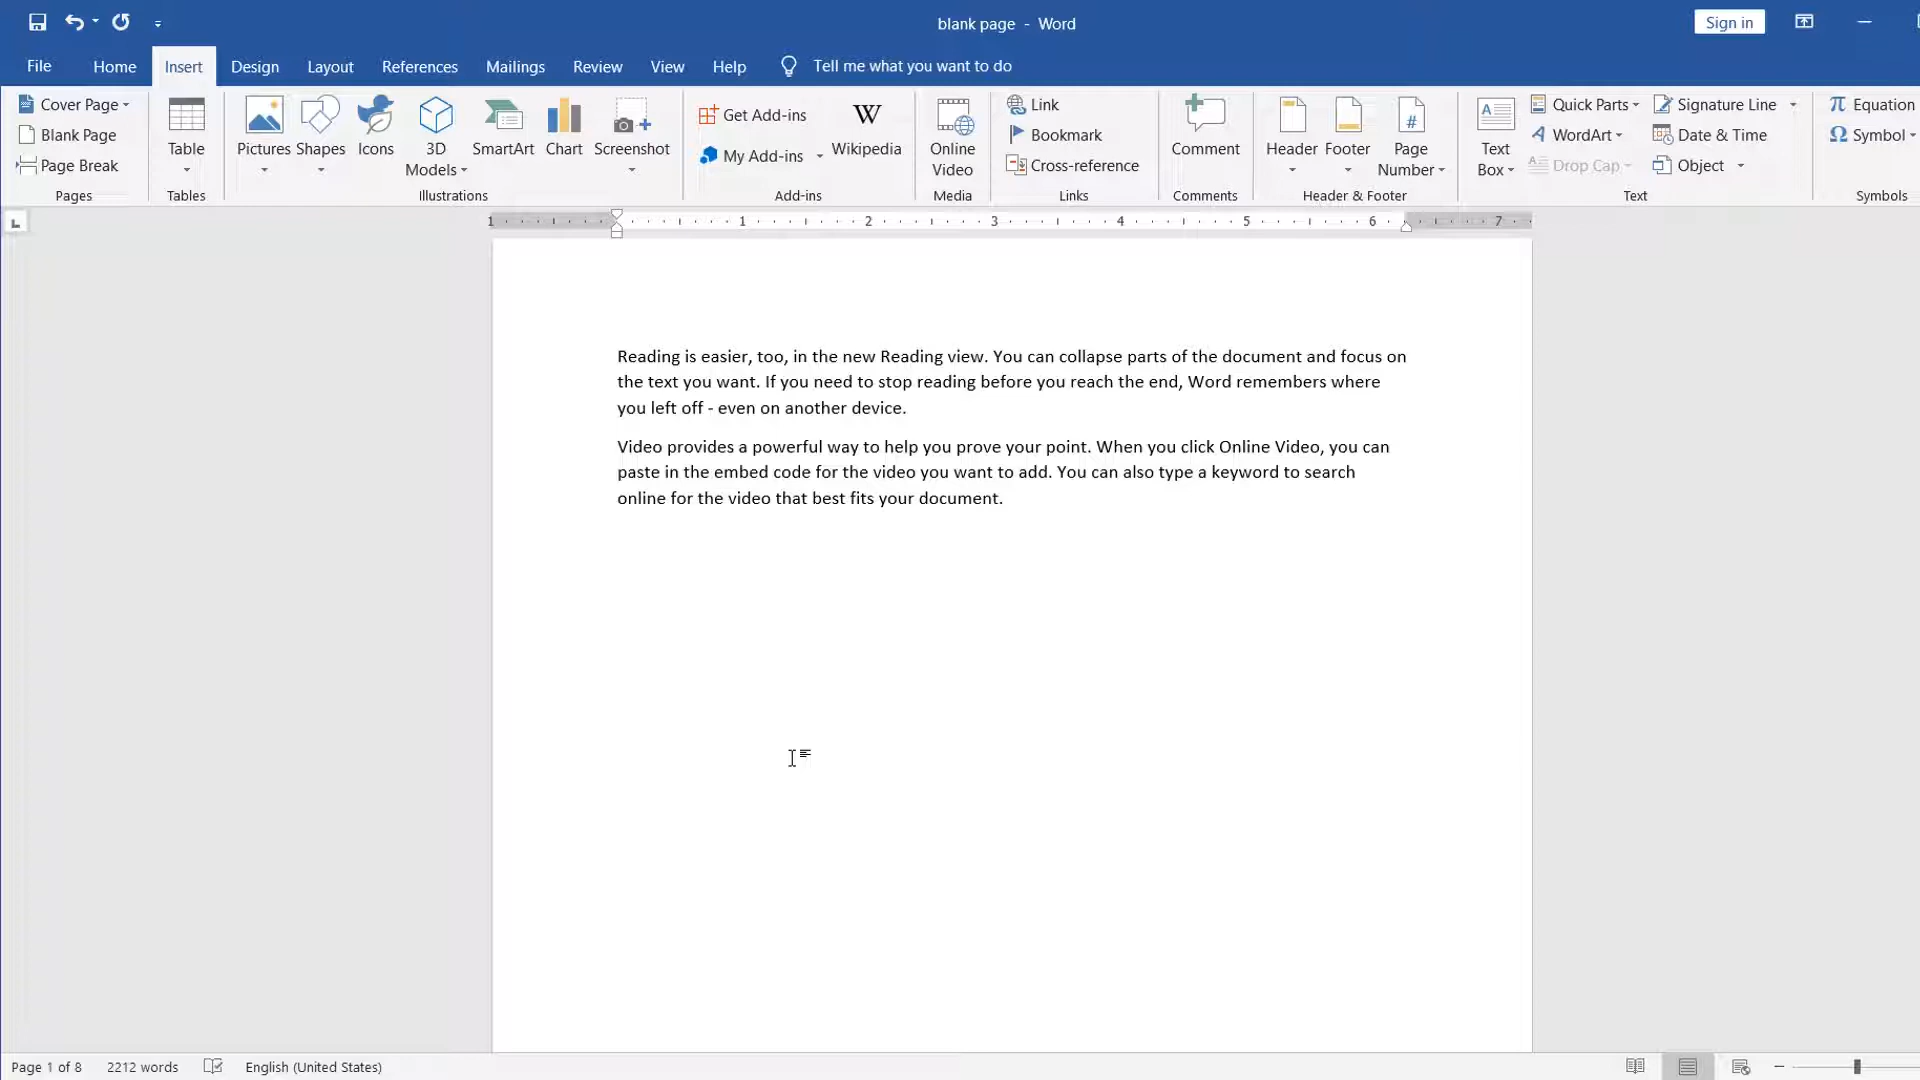 blank page - Word
Sign in
File Home Insert Design Layout References Mailings Review View Help Tell me what you want to do
Cover Page
Blank Page
Page Break
Pages
Table
Tables
Pictures Shapes Icons 3D Models SmartArt Chart Screenshot
Illustrations
Get Add-ins
My Add-ins
Wikipedia
Add-ins
Online Video
Media
Link
Bookmark
Cross-reference
Links
Comment
Comments
Header Footer Page Number
Header & Footer
Text Box
Quick Parts
WordArt
Drop Cap
Signature Line
Date & Time
Object
Text
Equation
Symbol
Symbols
1 1 2 3 4 5 6 7
Reading is easier, too, in the new Reading view. You can collapse parts of the document and focus on
the text you want. If you need to stop reading before you reach the end, Word remembers where
you left off - even on another device.
Video provides a powerful way to help you prove your point. When you click Online Video, you can
paste in the embed code for the video you want to add. You can also type a keyword to search
online for the video that best fits your document.
Page 1 of 8 2212 words English (United States)